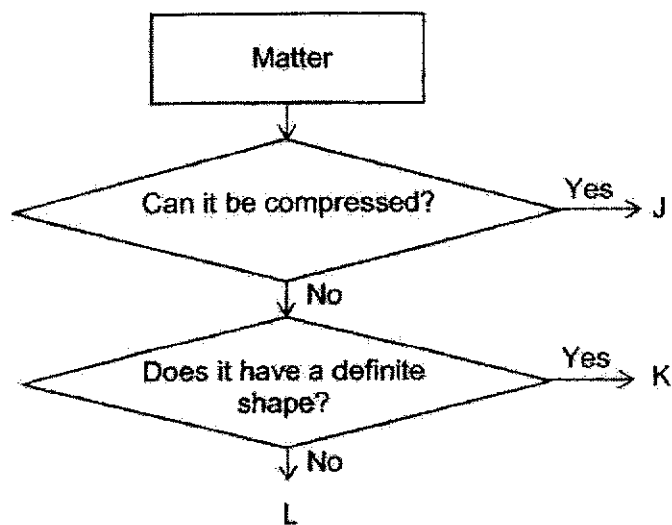 Matter
Can it be compressed?
Yes
J
No
Does it have a definite
shape?
Yes
K
No
L